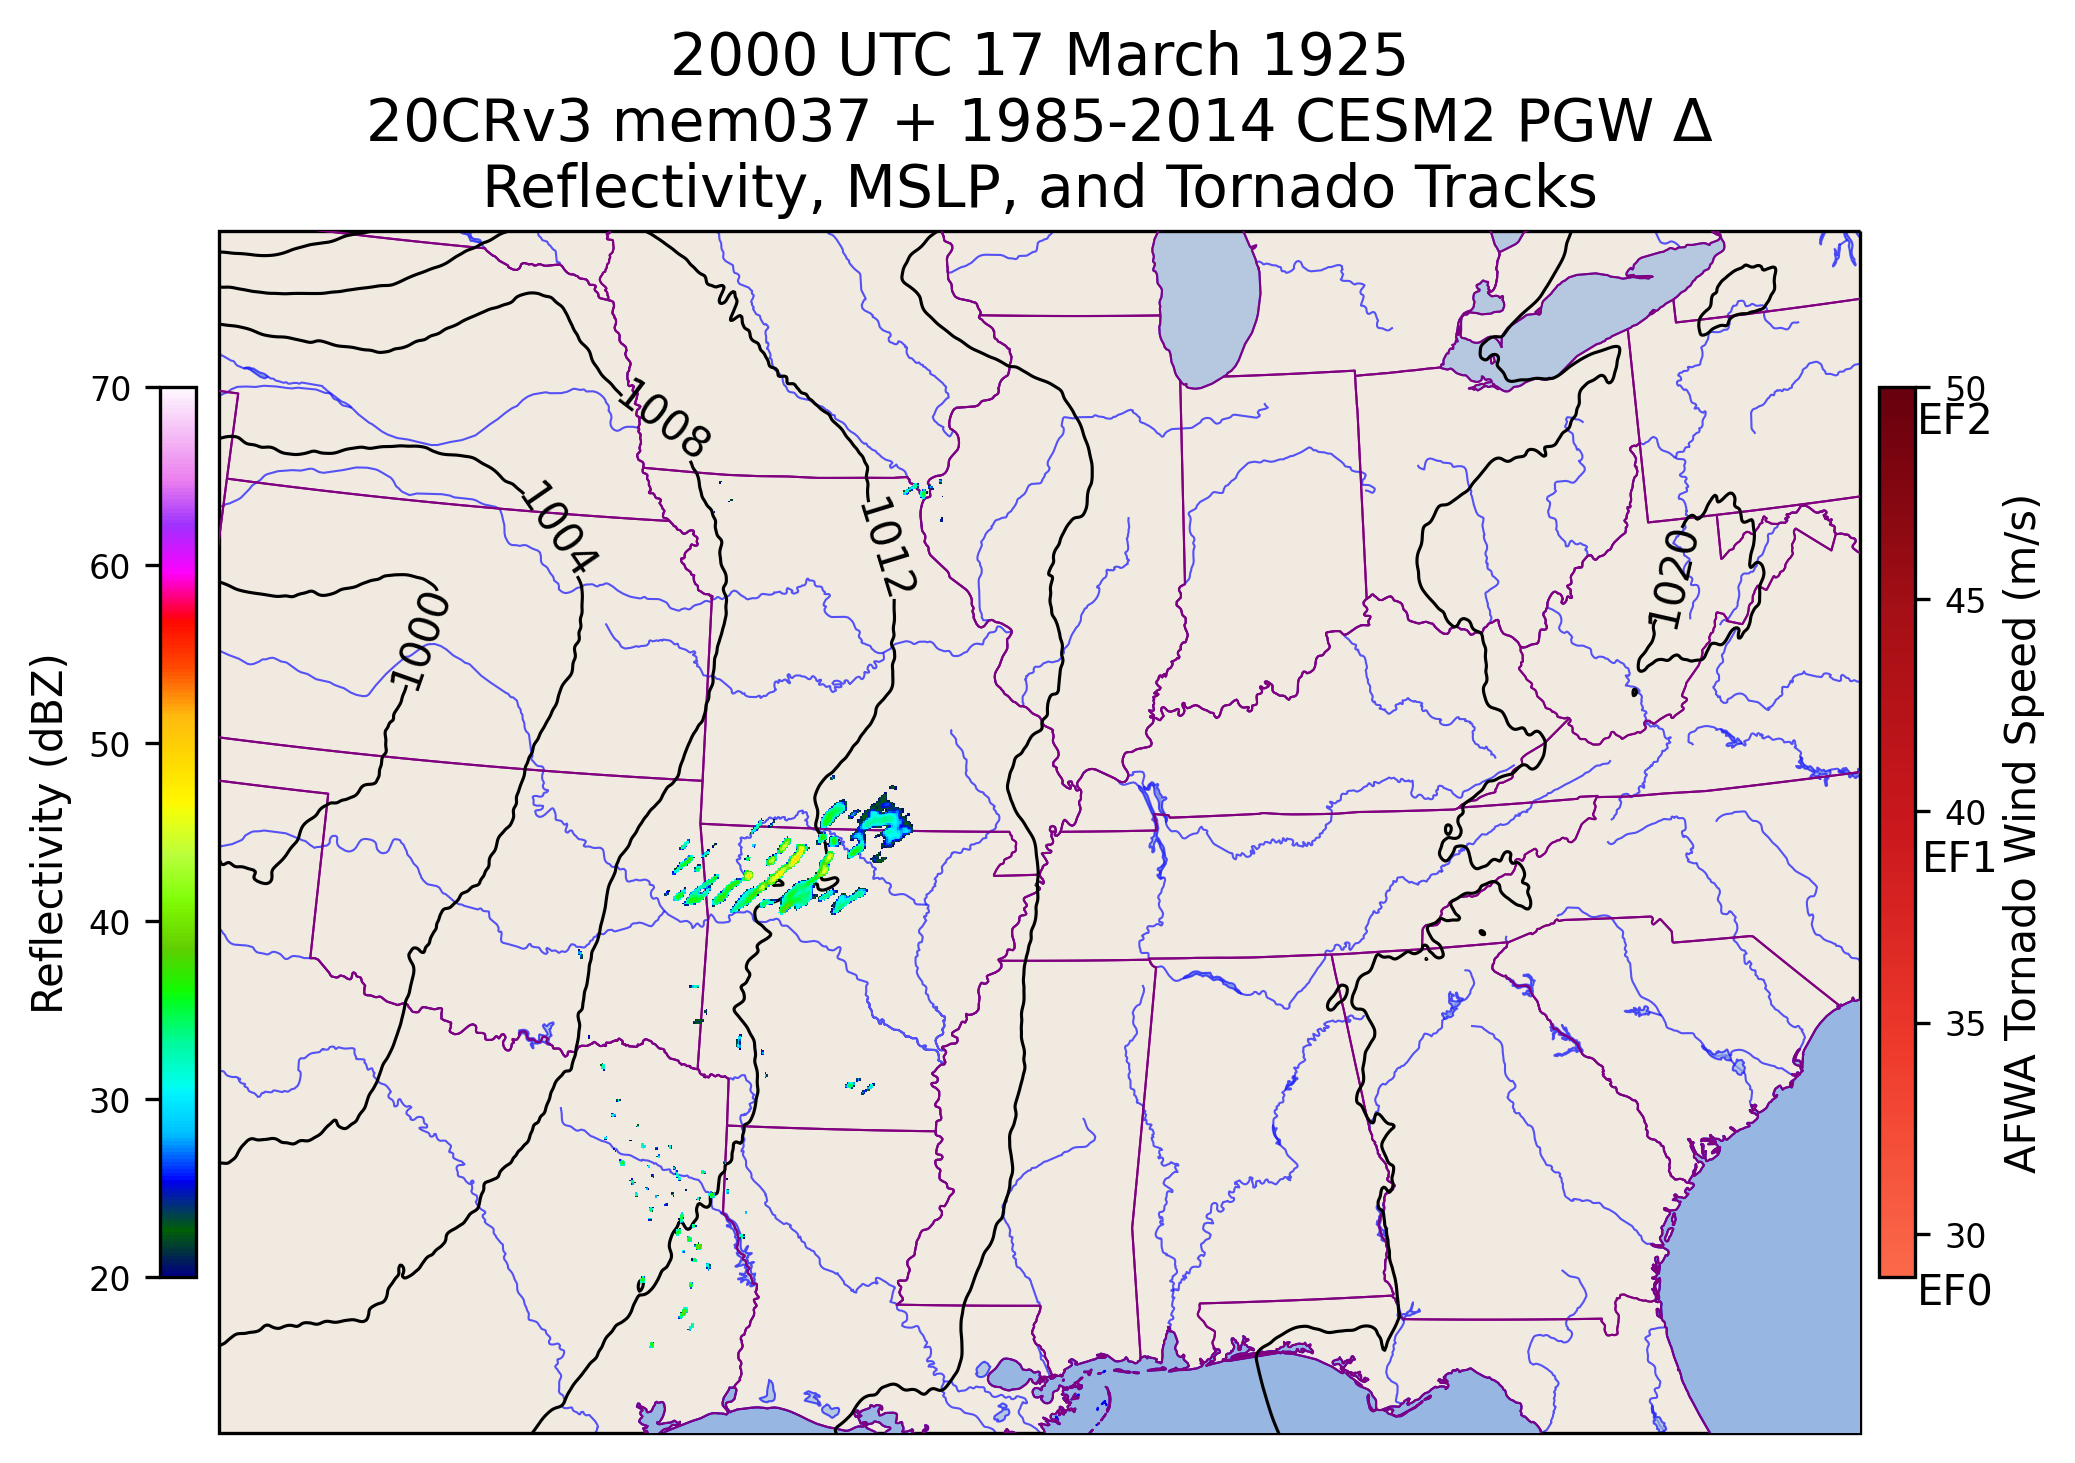 2000 UTC 17 March 1925
20CRv3 mem037 + 1985-2014 CESM2 PGW Δ
Reflectivity, MSLP, and Tornado Tracks
70
60
50
40
30
20
Reflectivity (dBZ)
1008
1004
1012
1000
1020
50
EF2
45
40
EF1
35
30
EF0
AFWA Tornado Wind Speed (m/s)